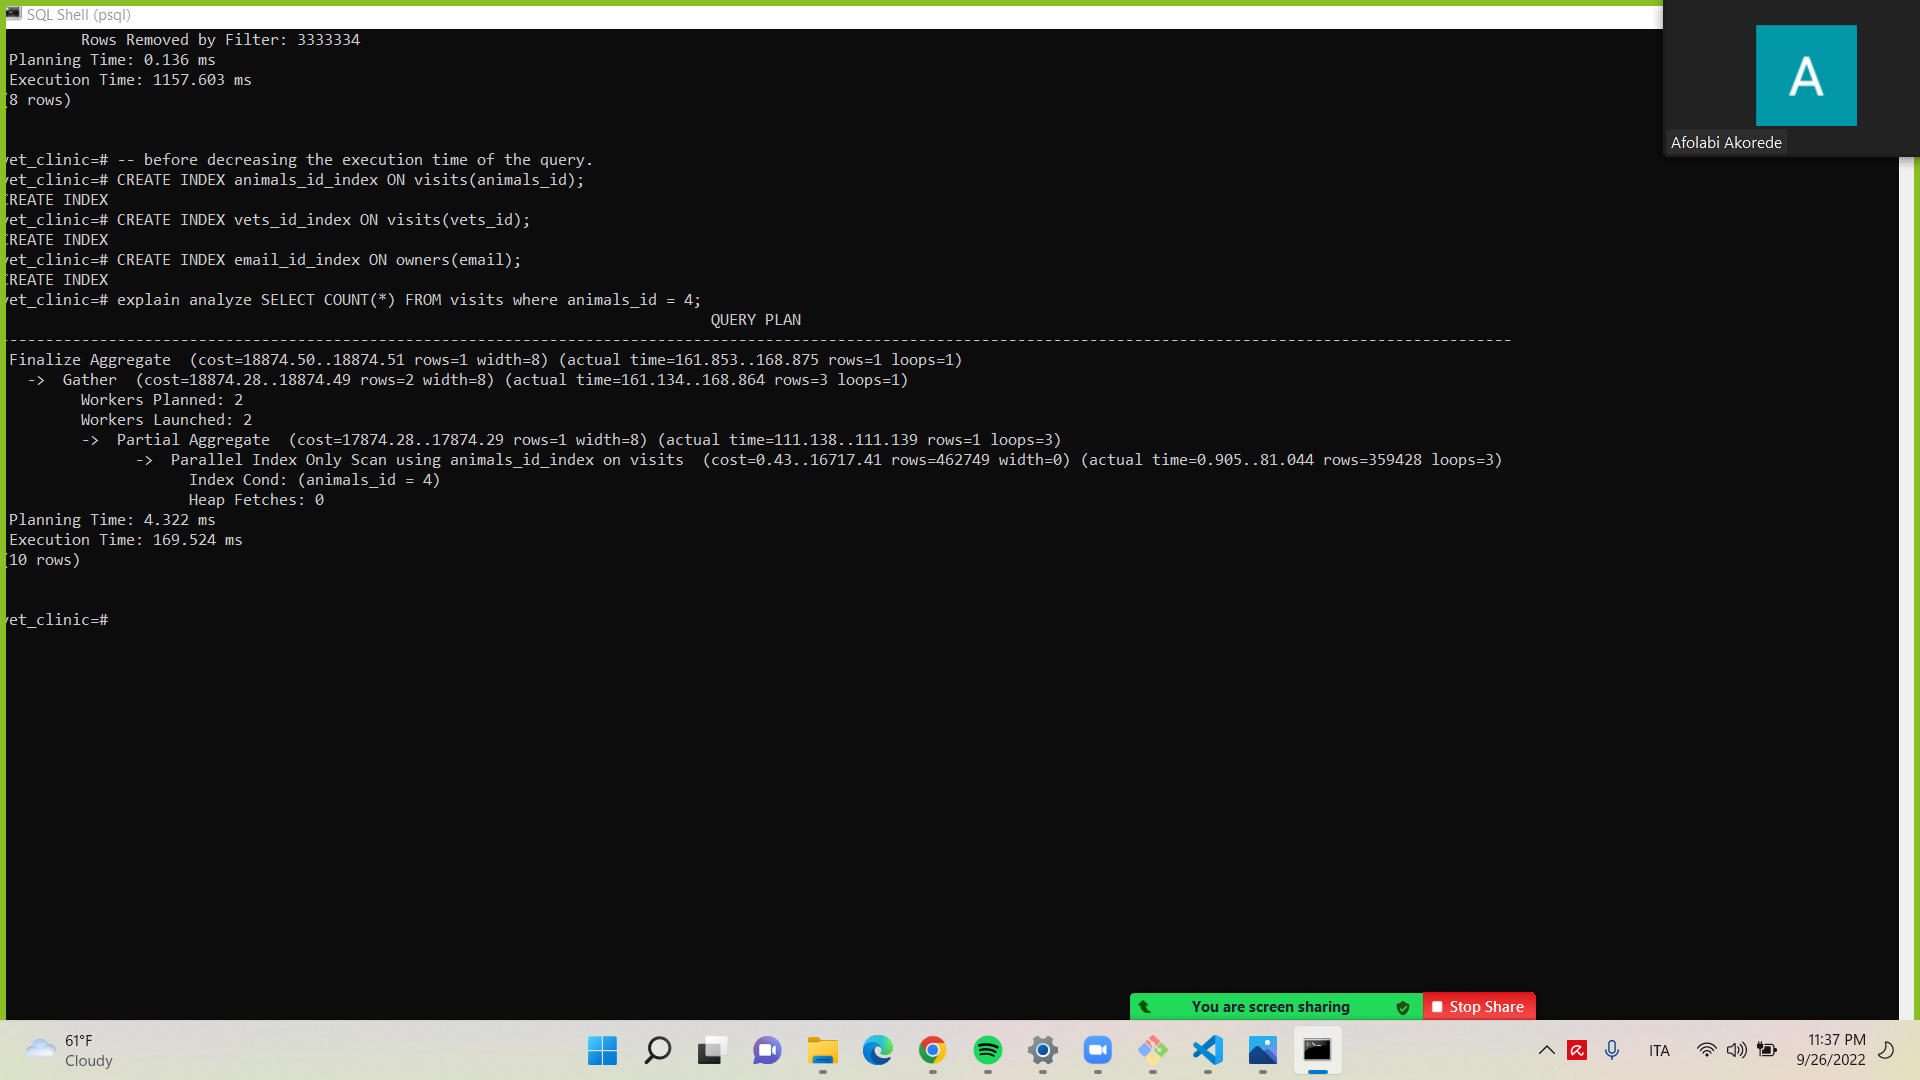 SQL Shell (psql)
Rows Removed by Filter: 3333334
Planning Time: 0.136 ms
Execution Time: 1157.603 ms
(8 rows)
vet_clinic=# -- before decreasing the execution time of the query.
vet_clinic=# CREATE INDEX animals_id_index ON visits(animals_id);
CREATE INDEX
vet_clinic=# CREATE INDEX vets_id_index ON visits(vets_id);
CREATE INDEX
vet_clinic=# CREATE INDEX email_id_index ON owners(email);
CREATE INDEX
vet_clinic=# explain analyze SELECT COUNT(*) FROM visits where animals_id = 4;
QUERY PLAN
Finalize Aggregate  (cost=18874.50..18874.51 rows=1 width=8) (actual time=161.853..168.875 rows=1 loops=1)
->  Gather  (cost=18874.28..18874.49 rows=2 width=8) (actual time=161.134..168.864 rows=3 loops=1)
Workers Planned: 2
Workers Launched: 2
->  Partial Aggregate  (cost=17874.28..17874.29 rows=1 width=8) (actual time=111.138..111.139 rows=1 loops=3)
->  Parallel Index Only Scan using animals_id_index on visits  (cost=0.43..16717.41 rows=462749 width=0) (actual time=0.905..81.044 rows=359428 loops=3)
Index Cond: (animals_id = 4)
Heap Fetches: 0
Planning Time: 4.322 ms
Execution Time: 169.524 ms
(10 rows)
vet_clinic=#
A
Afolabi Akorede
You are screen sharing
Stop Share
61°F
Cloudy
ITA
11:37 PM
9/26/2022